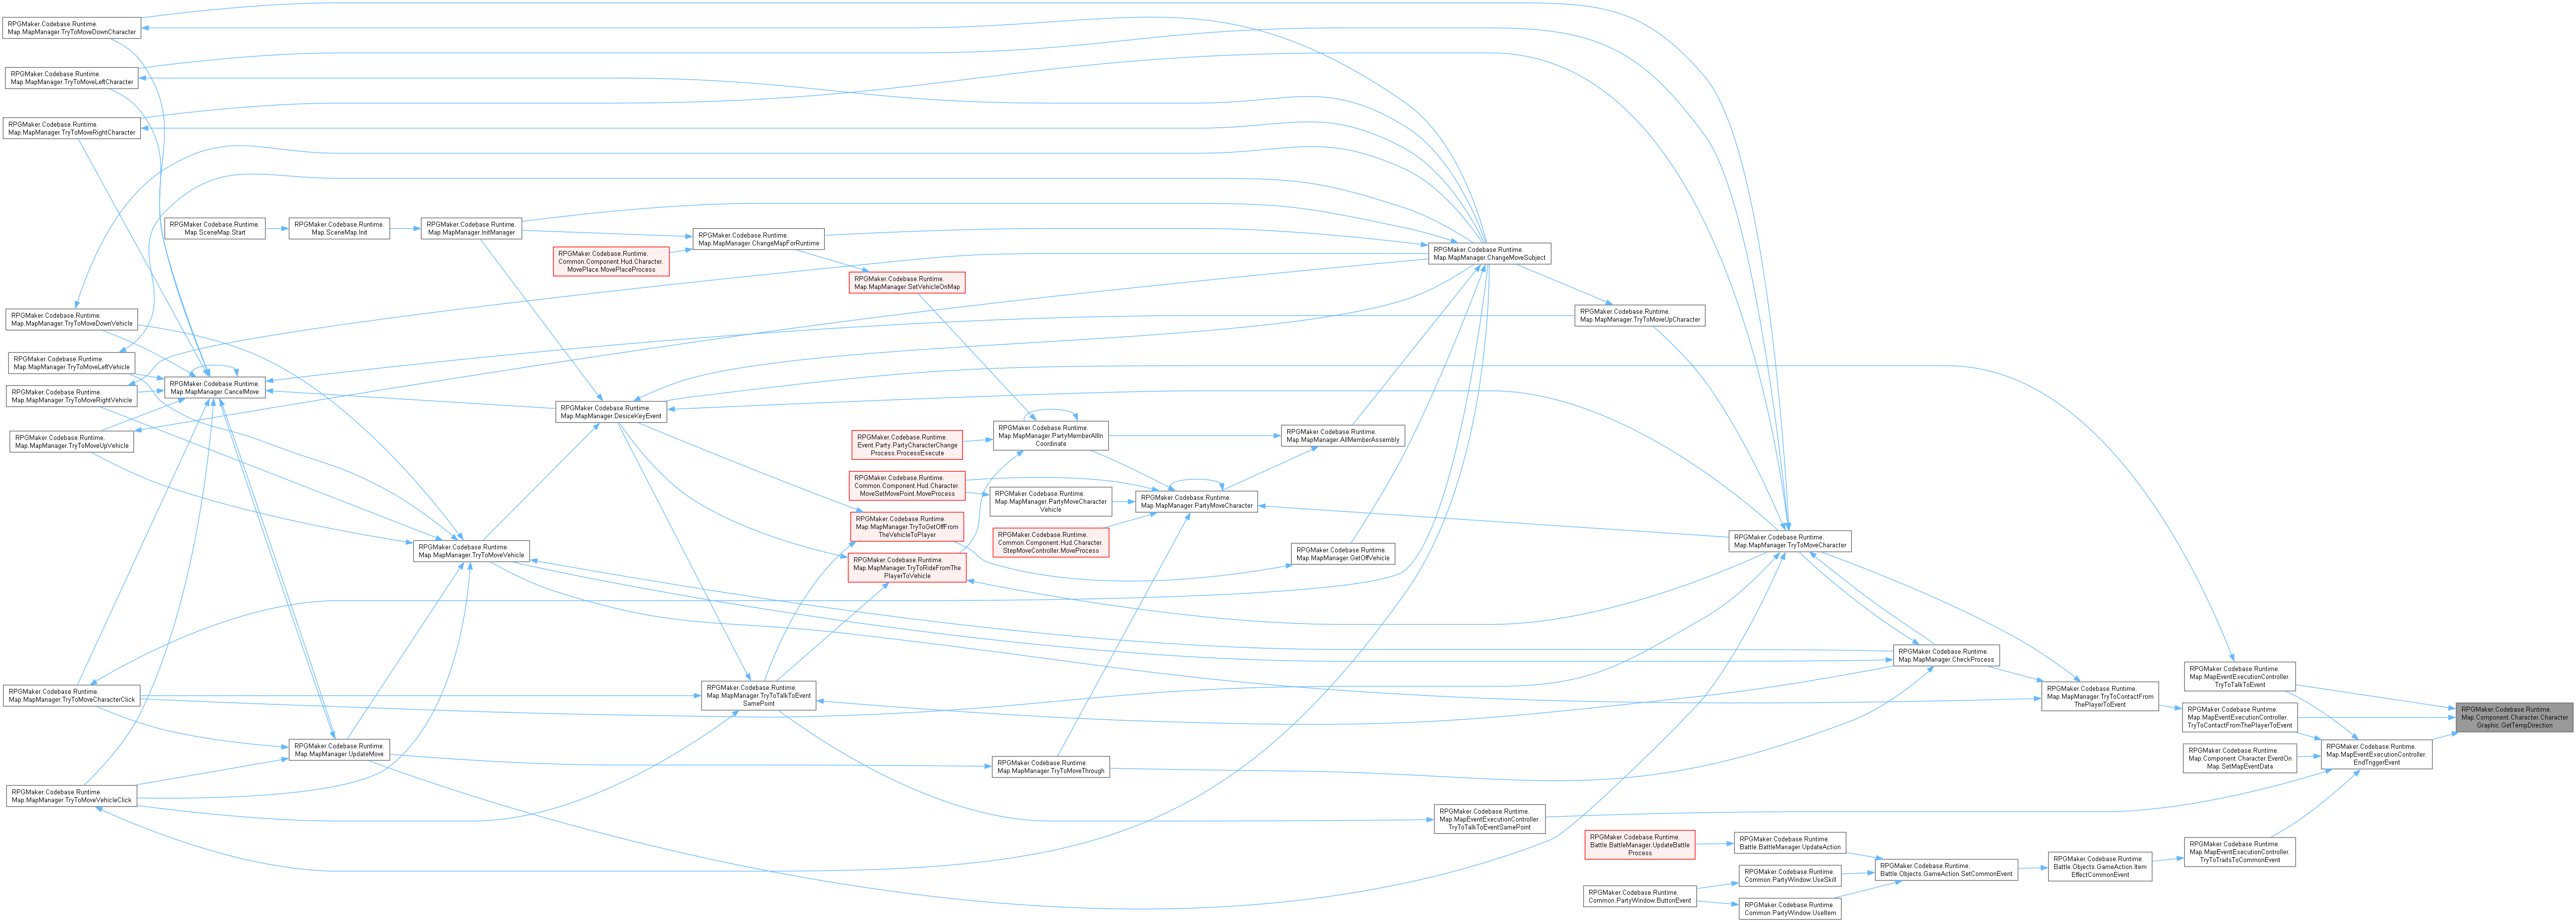 RPGMaker.Codebase.Runtime.
Map.MapManager.TryToMoveDownCharacter
RPGMaker.Codebase.Runtime.
Map.MapManager.TryToMoveLeftCharacter
RPGMaker.Codebase.Runtime.
Map.MapManager.TryToMoveRightCharacter
RPGMaker.Codebase.Runtime.
Map.SceneMap.Start
RPGMaker.Codebase.Runtime.
Map.SceneMap.Init
RPGMaker.Codebase.Runtime.
Map.MapManager.InitManager
RPGMaker.Codebase.Runtime.
Map.MapManager.ChangeMapForRuntime
RPGMaker.Codebase.Runtime.
Common.Component.Hud.Character.
MovePlace.MovePlaceProcess
RPGMaker.Codebase.Runtime.
Map.MapManager.SetVehicleOnMap
RPGMaker.Codebase.Runtime.
Map.MapManager.ChangeMoveSubject
RPGMaker.Codebase.Runtime.
Map.MapManager.TryToMoveUpCharacter
RPGMaker.Codebase.Runtime.
Map.MapManager.TryToMoveDownVehicle
RPGMaker.Codebase.Runtime.
Map.MapManager.TryToMoveLeftVehicle
RPGMaker.Codebase.Runtime.
Map.MapManager.TryToMoveRightVehicle
RPGMaker.Codebase.Runtime.
Map.MapManager.CancelMove
RPGMaker.Codebase.Runtime.
Map.MapManager.TryToMoveUpVehicle
RPGMaker.Codebase.Runtime.
Map.MapManager.DesiceKeyEvent
RPGMaker.Codebase.Runtime.
Event.Party.PartyCharacterChange
Process.ProcessExecute
RPGMaker.Codebase.Runtime.
Map.MapManager.PartyMemberAllIn
Coordinate
RPGMaker.Codebase.Runtime.
Map.MapManager.AllMemberAssembly
RPGMaker.Codebase.Runtime.
Common.Component.Hud.Character.
MoveSetMovePoint.MoveProcess
RPGMaker.Codebase.Runtime.
Map.MapManager.PartyMoveCharacter
Vehicle
RPGMaker.Codebase.Runtime.
Map.MapManager.PartyMoveCharacter
RPGMaker.Codebase.Runtime.
Map.MapManager.TryToGetOffFrom
TheVehicleToPlayer
RPGMaker.Codebase.Runtime.
Common.Component.Hud.Character.
StepMoveController.MoveProcess
RPGMaker.Codebase.Runtime.
Map.MapManager.TryToMoveVehicle
RPGMaker.Codebase.Runtime.
Map.MapManager.TryToRideFromThe
PlayerToVehicle
RPGMaker.Codebase.Runtime.
Map.MapManager.GetOffVehicle
RPGMaker.Codebase.Runtime.
Map.MapManager.TryToMoveCharacter
RPGMaker.Codebase.Runtime.
Map.MapManager.CheckProcess
RPGMaker.Codebase.Runtime.
Map.MapEventExecutionController.
TryToTalkToEvent
RPGMaker.Codebase.Runtime.
Map.MapManager.TryToMoveCharacterClick
RPGMaker.Codebase.Runtime.
Map.MapManager.TryToTalkToEvent
SamePoint
RPGMaker.Codebase.Runtime.
Map.MapManager.TryToContactFrom
ThePlayerToEvent
RPGMaker.Codebase.Runtime.
Map.MapEventExecutionController.
TryToContactFromThePlayerToEvent
RPGMaker.Codebase.Runtime.
Map.Component.Character.Character
Graphic.GetTempDirection
RPGMaker.Codebase.Runtime.
Map.MapManager.UpdateMove
RPGMaker.Codebase.Runtime.
Map.MapManager.TryToMoveThrough
RPGMaker.Codebase.Runtime.
Map.Component.Character.EventOn
Map.SetMapEventData
RPGMaker.Codebase.Runtime.
Map.MapEventExecutionController.
EndTriggerEvent
RPGMaker.Codebase.Runtime.
Map.MapManager.TryToMoveVehicleClick
RPGMaker.Codebase.Runtime.
Map.MapEventExecutionController.
TryToTalkToEventSamePoint
RPGMaker.Codebase.Runtime.
Battle.BattleManager.UpdateBattle
Process
RPGMaker.Codebase.Runtime.
Battle.BattleManager.UpdateAction
RPGMaker.Codebase.Runtime.
Map.MapEventExecutionController.
TryToTraitsToCommonEvent
RPGMaker.Codebase.Runtime.
Common.PartyWindow.UseSkill
RPGMaker.Codebase.Runtime.
Battle.Objects.GameAction.SetCommonEvent
RPGMaker.Codebase.Runtime.
Battle.Objects.GameAction.Item
EffectCommonEvent
RPGMaker.Codebase.Runtime.
Common.PartyWindow.ButtonEvent
RPGMaker.Codebase.Runtime.
Common.PartyWindow.UseItem